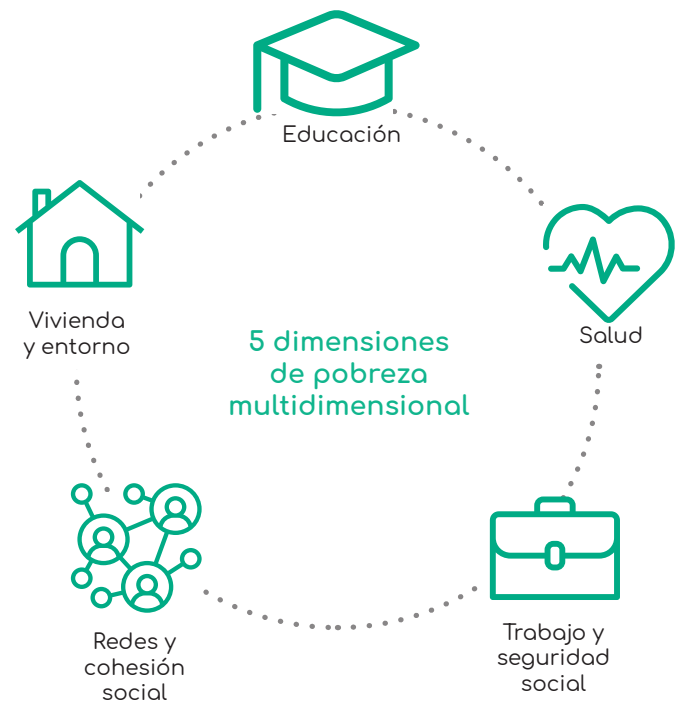 Educación
Salud
Vivienda
y entorno
5 dimensiones
de pobreza
multidimensional
Trabajo y
seguridad
social
Redes y
cohesión
social